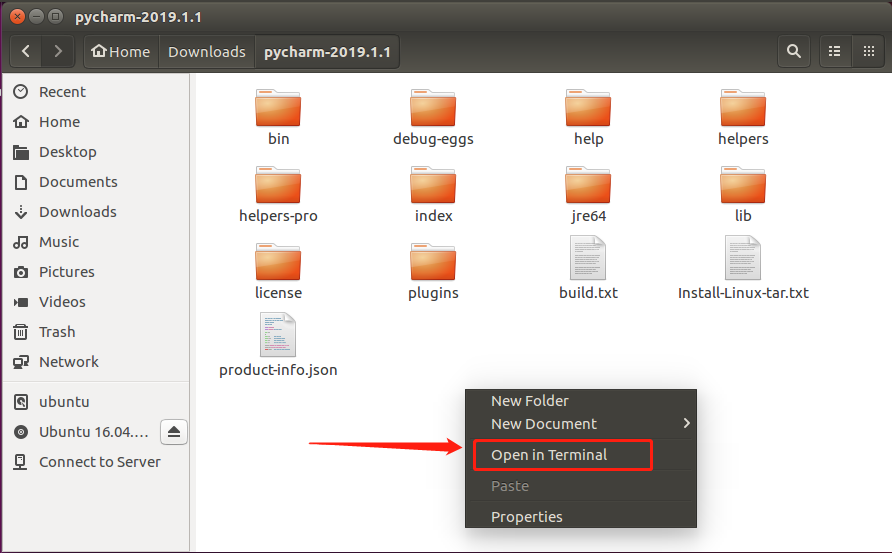 pycharm-2019.1.1
Home Downloads pycharm-2019.1.1
Recent
Home
Desktop
Documents
Downloads
Music
Pictures
Videos
Trash
Network
ubuntu
Ubuntu 16.04....
Connect to Server
bin debug-eggs help helpers
helpers-pro index jre64 lib
license plugins build.txt Install-Linux-tar.txt
product-info.json
New Folder
New Document
Open in Terminal
Paste
Properties